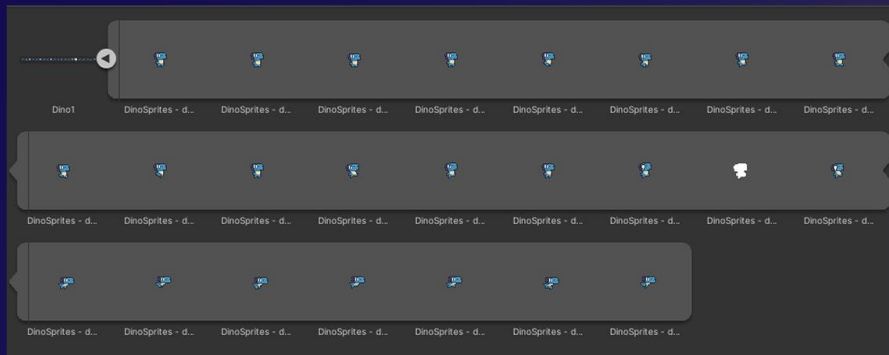 Dino1 DinoSprites - d... DinoSprites - d... DinoSprites - d... DinoSprites - d... DinoSprites - d... DinoSprites - d... DinoSprites - d... DinoSprites - d...
DinoSprites - d... DinoSprites - d... DinoSprites - d... DinoSprites - d... DinoSprites - d... DinoSprites - d... DinoSprites - d... DinoSprites - d... DinoSprites - d...
DinoSprites - d... DinoSprites - d... DinoSprites - d... DinoSprites - d... DinoSprites - d... DinoSprites - d... DinoSprites - d...